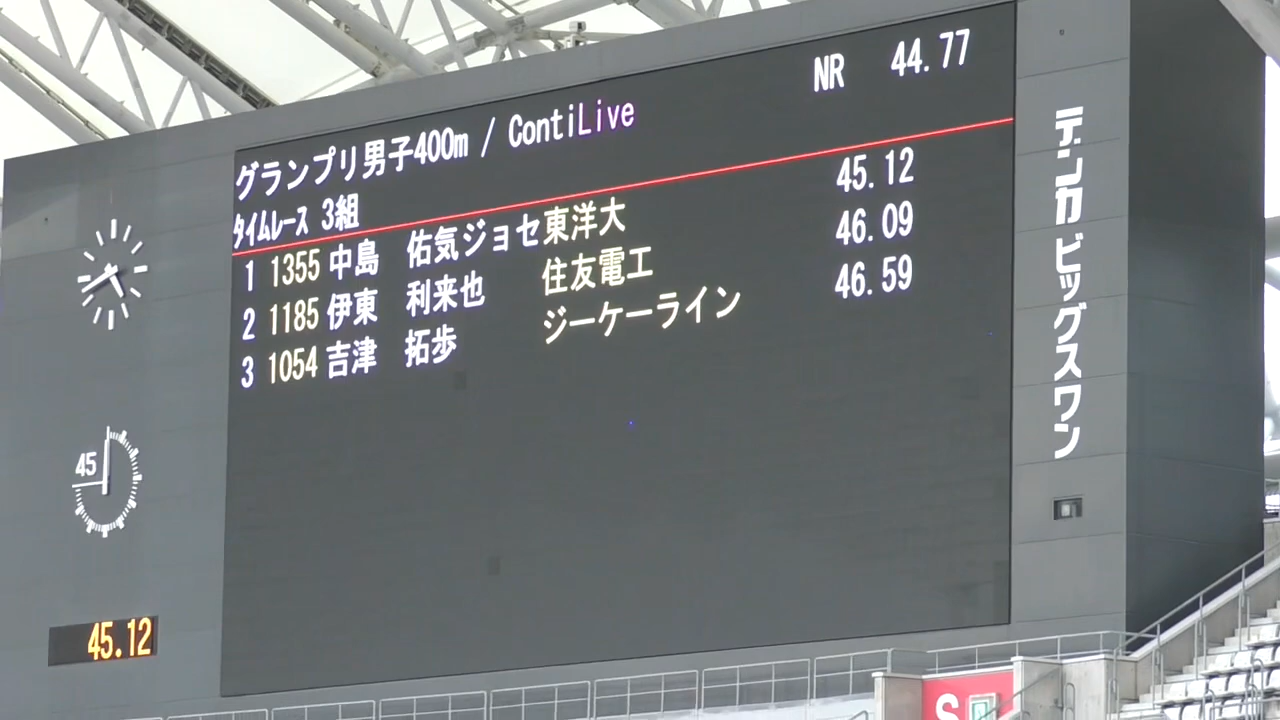 NR 44.77
グランプリ男子400m / ContiLive
タイムレース 3組
1 1355 中島 佑気ジョセ 東洋大 45.12
2 1185 伊東 利来也 住友電工 46.09
3 1054 吉津 拓歩 ジーケーライン 46.59
デンカビッグスワン
45
45.12
S